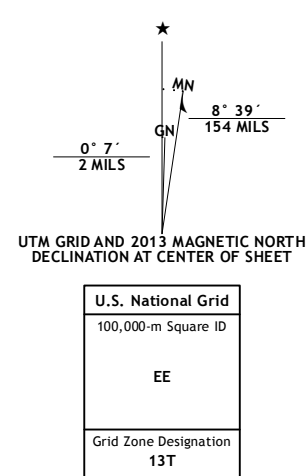 ★
MN
GN
8° 39´
154 MILS
0° 7´
2 MILS
UTM GRID AND 2013 MAGNETIC NORTH
DECLINATION AT CENTER OF SHEET
U.S. National Grid
100,000-m Square ID
EE
Grid Zone Designation
13T